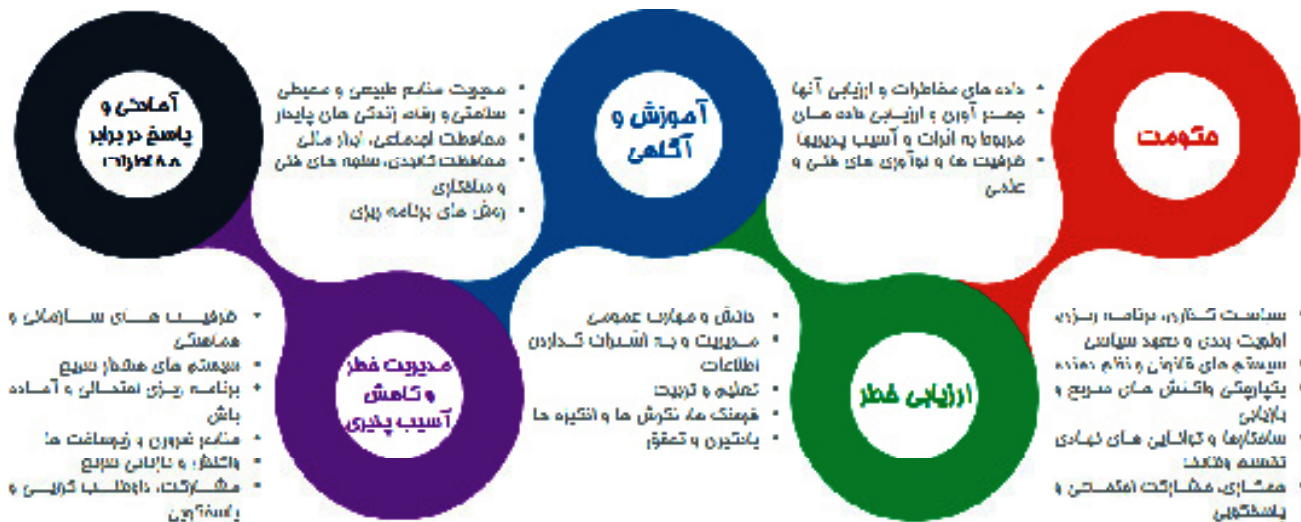 حکومت
سیاست گذاری، برنامه ریزی،
اولویت بندی و تعهد سیاسی
سیستم های قانونی و نظم دهنده
یکپارچگی واکنش های سریع و
بازیابی
ساختارها و توانایی های نهادی
تقسیم وظایف
همکاری، مشارکت اجتماعی و
پاسخگویی
ارزیابی خطر
داده های مخاطرات و ارزیابی آنها
جمع آوری و ارزیابی داده های
مربوط به اثرات و آسیب پذیریها
ظرفیت ها و نوآوری های فنی و
علمی
آموزش و
آگاهی
دانش و مهارت عمومی
مدیریت و به اشتراک گذاردن
اطلاعات
تعلیم و تربیت
فرهنگ ها، نگرش ها و انگیزه ها
یادگیری و تحقق
مدیریت خطر
و کاهش
آسیب پذیری
مدیریت منابع طبیعی و محیطی
سلامتی و رفاه، زندگی های پایدار
محافظت اجتماعی، ابزار مالی
محافظت کالبدی، سازه های فنی
و ساختاری
روش های برنامه ریزی
آمادگی و
پاسخ در برابر
مخاطرات
ظرفیت های سازمانی و
هماهنگی
سیستم های هشدار سریع
برنامه ریزی احتمالی و آماده
باش
منابع ضروری و زیرساخت ها
واکنش و بازیابی سریع
مشارکت، داوطلب گرایی و
پاسخگویی